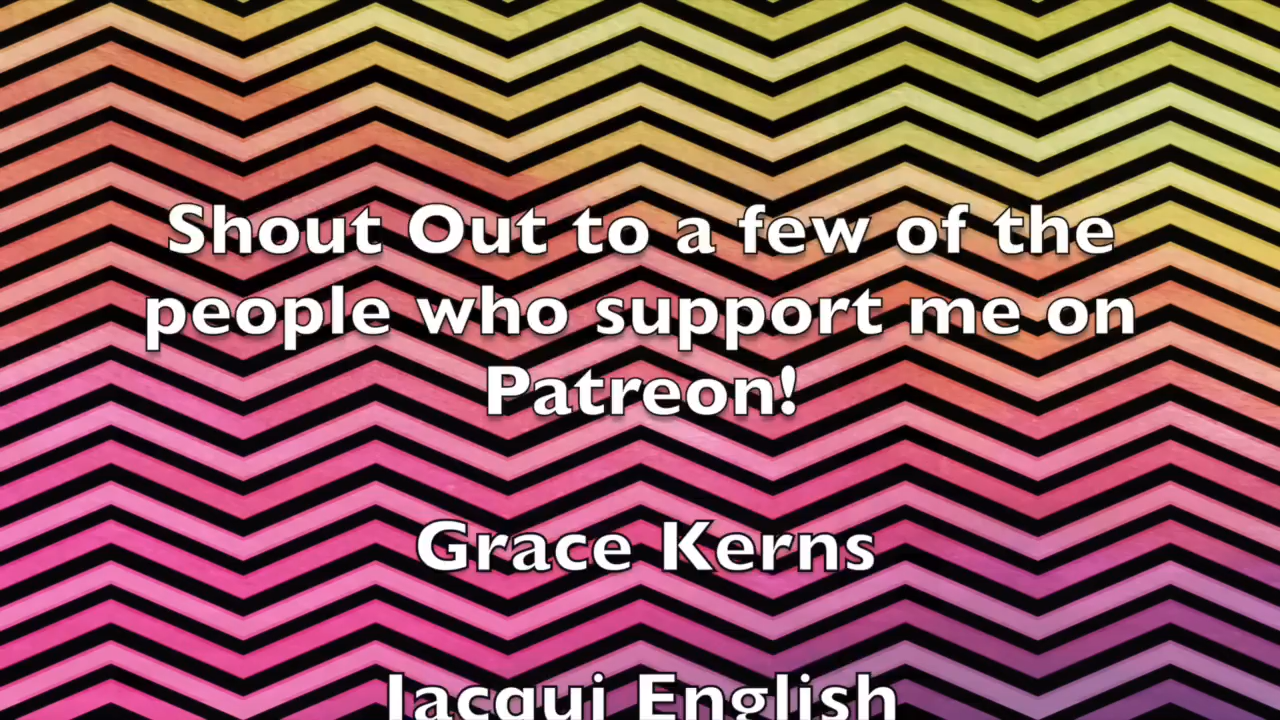 Shout Out to a few of the
people who support me on
Patreon!
Grace Kerns
Jacqui English